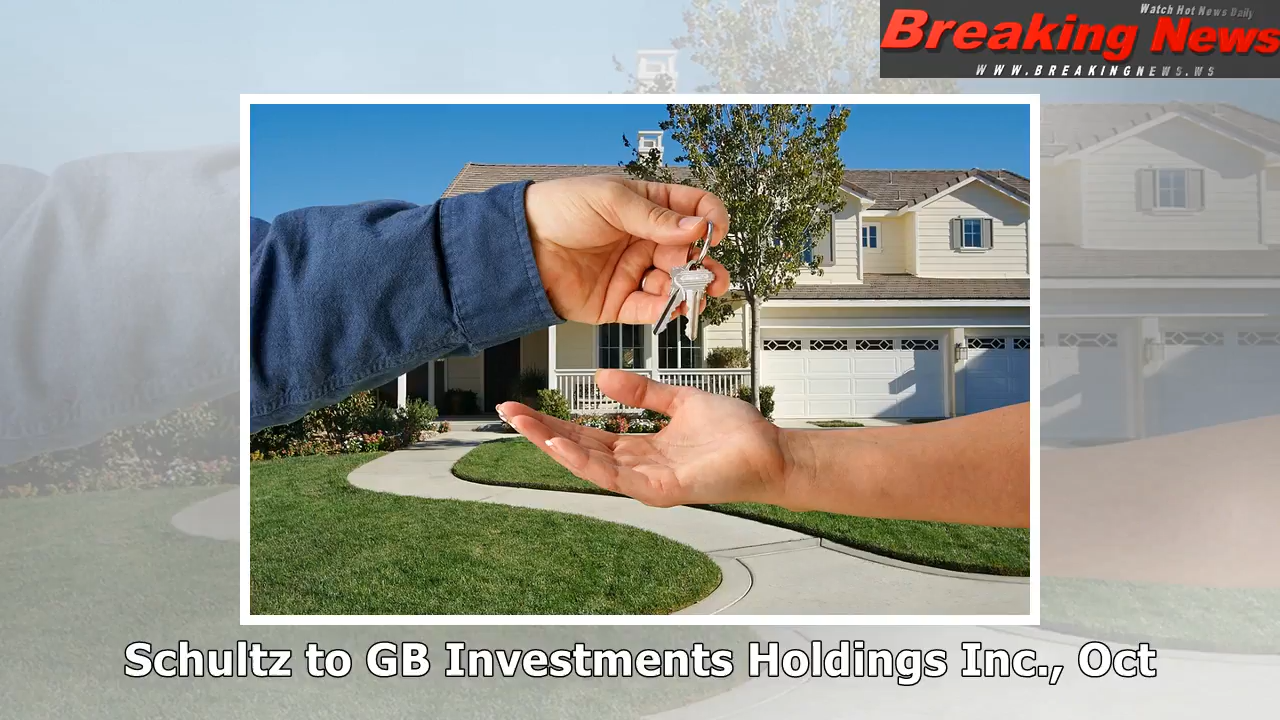 Watch Hot News Daily
Breaking News
WWW.BREAKINGNEWS.WS
Schultz to GB Investments Holdings Inc., Oct